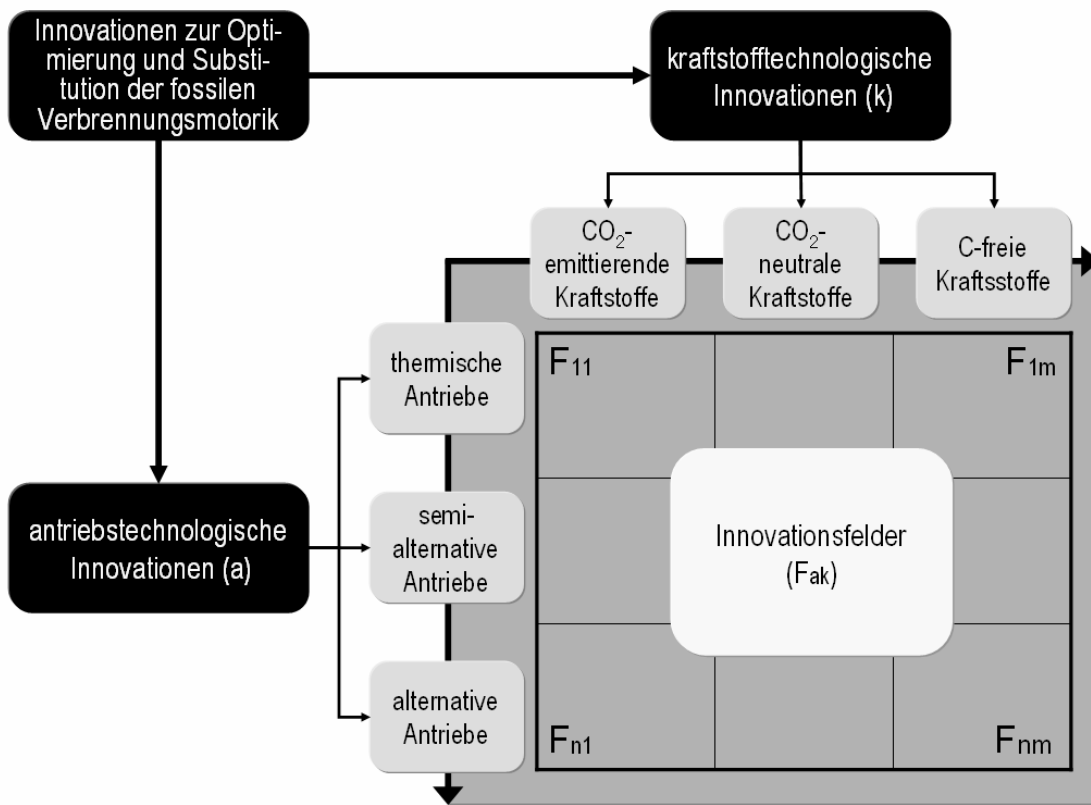 Innovationen zur Opti-
mierung und Substi-
tution der fossilen
Verbrennungsmotorik
kraftstofftechnologische
Innovationen (k)
CO₂-
emittierende
Kraftstoffe
CO₂-
neutrale
Kraftstoffe
C-freie
Kraftsstoffe
thermische
Antriebe
F11
F1m
antriebstechnologische
Innovationen (a)
semi-
alternative
Antriebe
Innovationsfelder
(Fak)
alternative
Antriebe
Fn1
Fnm